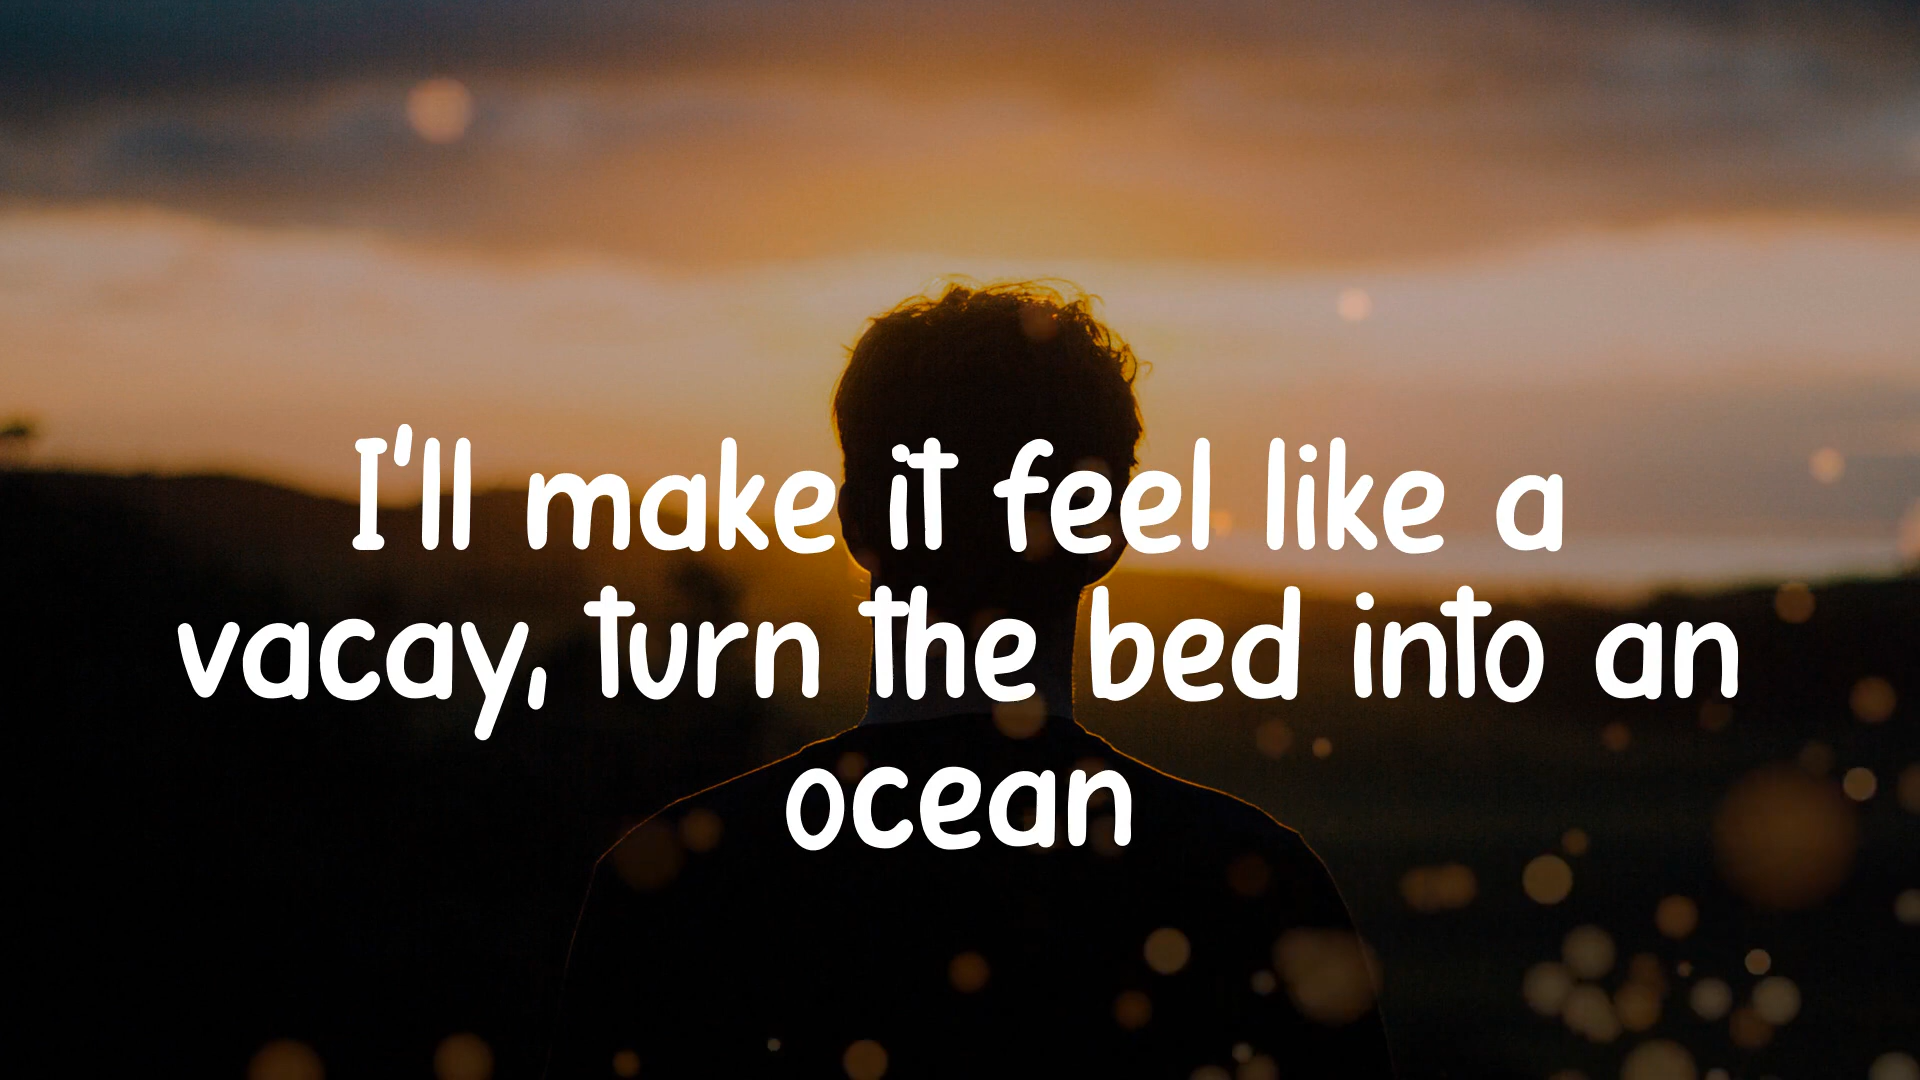 I'll make it feel like a
vacay, turn the bed into an
ocean